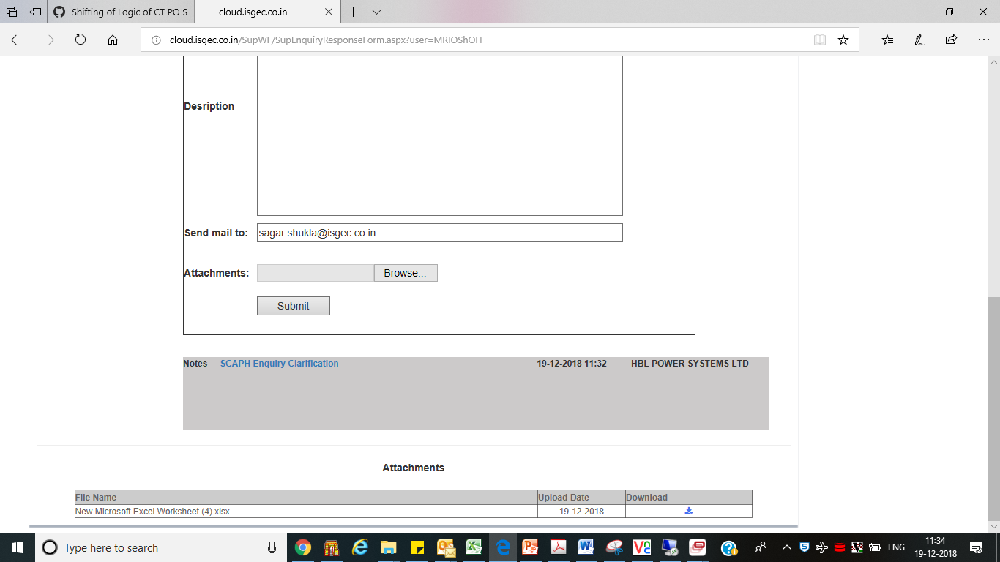 Shifting of Logic of CT PO S
cloud.isgec.co.in
cloud.isgec.co.in/SupWF/SupEnquiryResponseForm.aspx?user=MRIOShOH
Desription
Send mail to: sagar.shukla@isgec.co.in
Attachments: Browse...
Submit
Notes SCAPH Enquiry Clarification 19-12-2018 11:32 HBL POWER SYSTEMS LTD
Attachments
File Name Upload Date Download
New Microsoft Excel Worksheet (4).xlsx 19-12-2018
Type here to search
ENG
11:34
19-12-2018